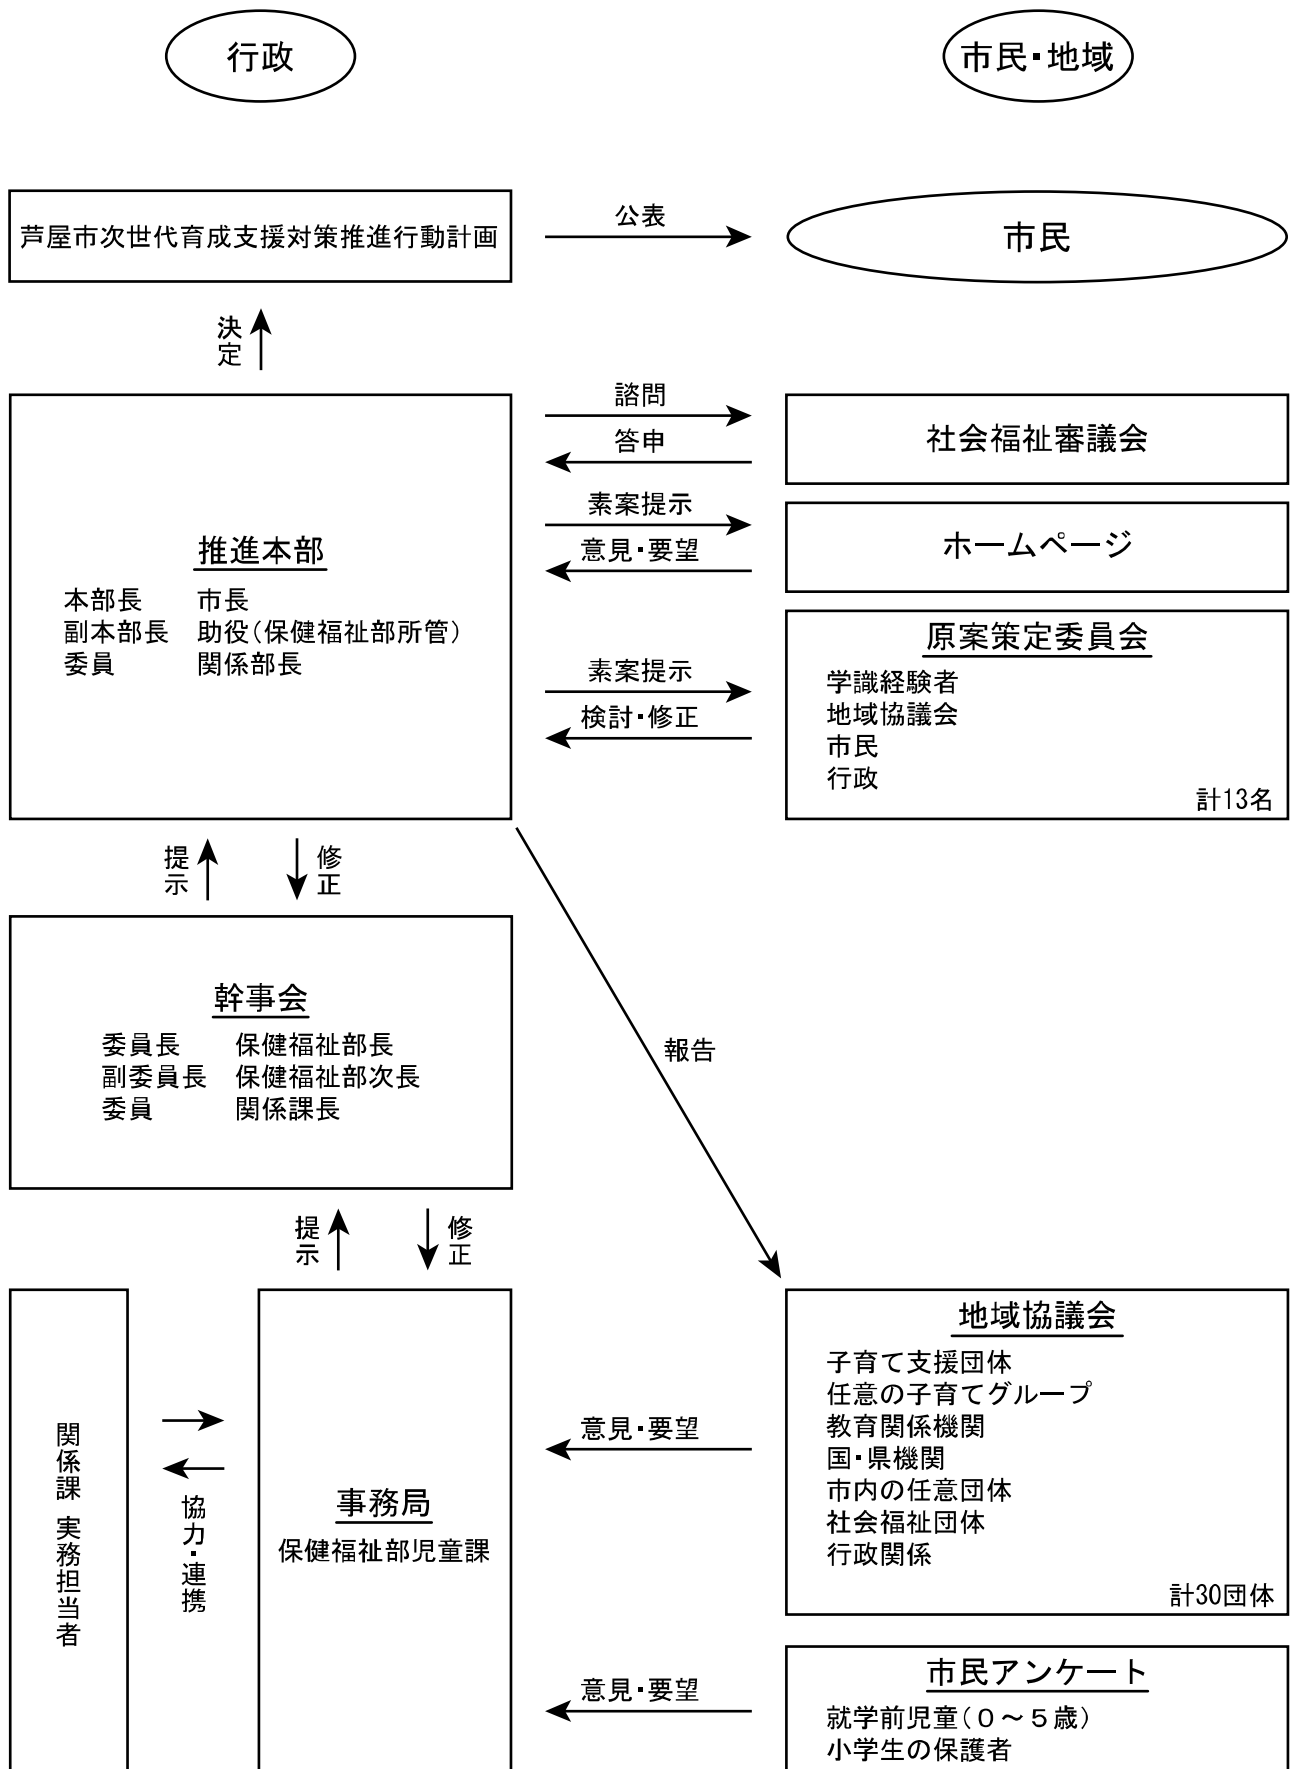 行政
市民・地域
芦屋市次世代育成支援対策推進行動計画
公表
市民
決定
推進本部
本部長 市長
副本部長 助役（保健福祉部所管）
委員 関係部長
諮問
答申
社会福祉審議会
素案提示
意見・要望
ホームページ
素案提示
検討・修正
原案策定委員会
学識経験者
地域協議会
市民
行政
計13名
提示
修正
幹事会
委員長 保健福祉部長
副委員長 保健福祉部次長
委員 関係課長
報告
提示
修正
関係課 実務担当者
協力・連携
事務局
保健福祉部児童課
意見・要望
地域協議会
子育て支援団体
任意の子育てグループ
教育関係機関
国・県機関
市内の任意団体
社会福祉団体
行政関係
計30団体
意見・要望
市民アンケート
就学前児童（０～５歳）
小学生の保護者